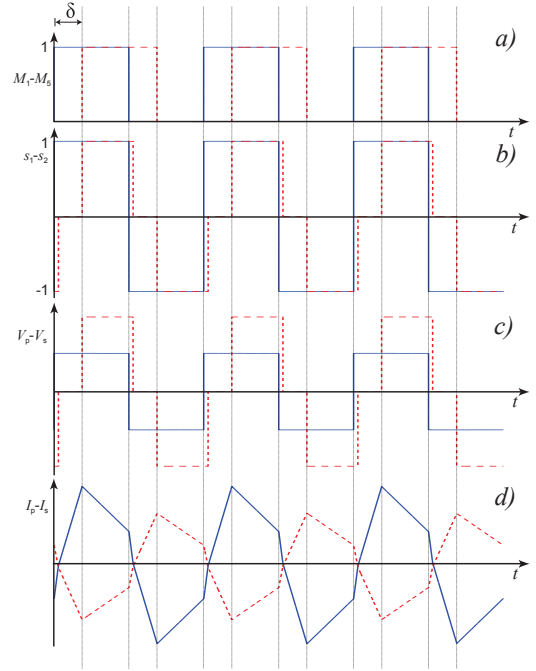 δ
1
a)
M₁-M₅
t
1
s₁-s₂
b)
t
-1
Vₚ-Vₛ
c)
t
Iₚ-Iₛ
d)
t